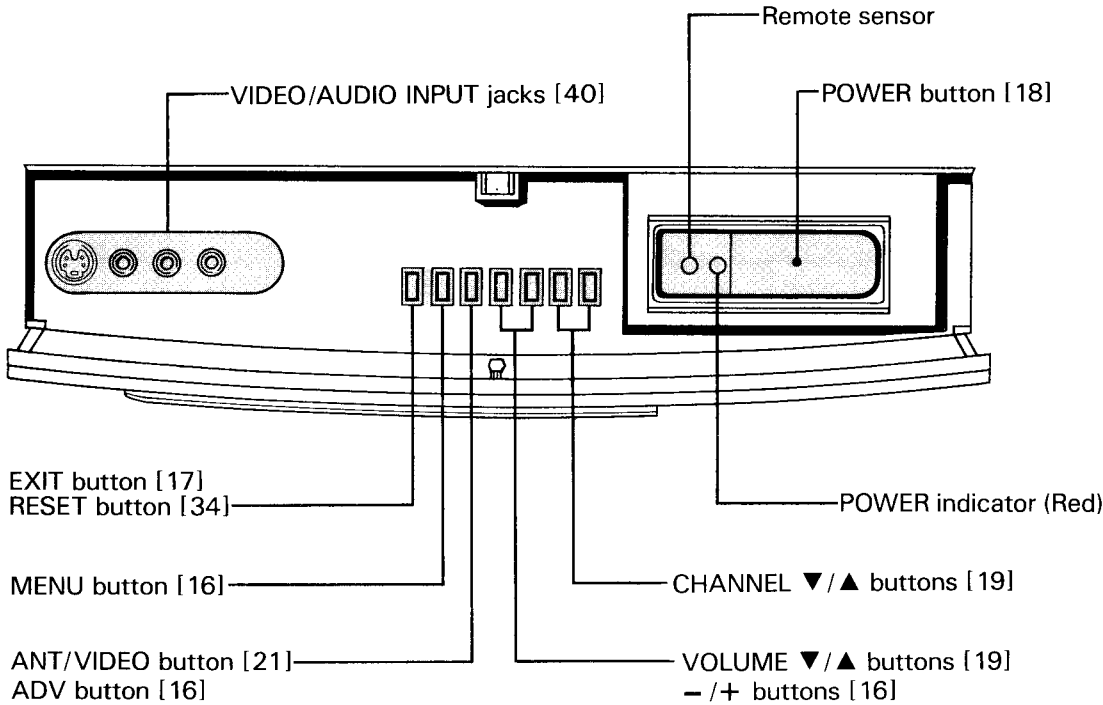 Remote sensor
VIDEO/AUDIO INPUT jacks [40]
POWER button [18]
EXIT button [17]
RESET button [34]
POWER indicator (Red)
MENU button [16]
CHANNEL ▼/▲ buttons [19]
ANT/VIDEO button [21]
ADV button [16]
VOLUME ▼/▲ buttons [19]
– /+ buttons [16]